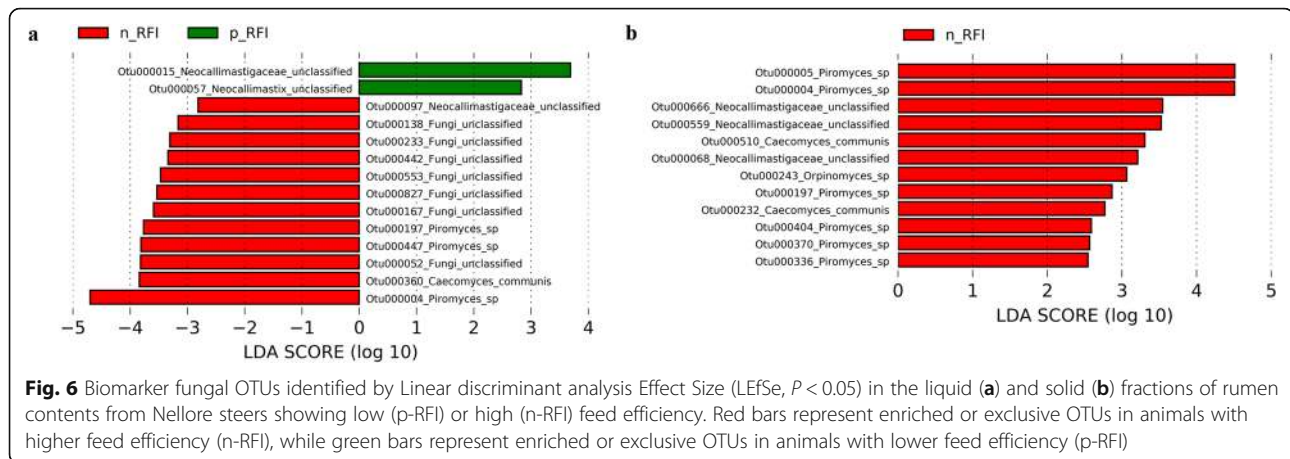 a
n_RFI
p_RFI
Otu000015_Neocallimastigaceae_unclassified
Otu000057_Neocallimastix_unclassified
Otu000097_Neocallimastigaceae_unclassified
Otu000138_Fungi_unclassified
Otu000233_Fungi_unclassified
Otu000442_Fungi_unclassified
Otu000553_Fungi_unclassified
Otu000827_Fungi_unclassified
Otu000167_Fungi_unclassified
Otu000197_Piromyces_sp
Otu000447_Piromyces_sp
Otu000052_Fungi_unclassified
Otu000360_Caecomyces_communis
Otu000004_Piromyces_sp
−5 −4 −3 −2 −1 0 1 2 3 4
LDA SCORE (log 10)
b
n_RFI
Otu000005_Piromyces_sp
Otu000004_Piromyces_sp
Otu000666_Neocallimastigaceae_unclassified
Otu000559_Neocallimastigaceae_unclassified
Otu000510_Caecomyces_communis
Otu000068_Neocallimastigaceae_unclassified
Otu000243_Orpinomyces_sp
Otu000197_Piromyces_sp
Otu000232_Caecomyces_communis
Otu000404_Piromyces_sp
Otu000370_Piromyces_sp
Otu000336_Piromyces_sp
0 1 2 3 4 5
LDA SCORE (log 10)
Fig. 6 Biomarker fungal OTUs identified by Linear discriminant analysis Effect Size (LEfSe, P < 0.05) in the liquid (a) and solid (b) fractions of rumen
contents from Nellore steers showing low (p-RFI) or high (n-RFI) feed efficiency. Red bars represent enriched or exclusive OTUs in animals with
higher feed efficiency (n-RFI), while green bars represent enriched or exclusive OTUs in animals with lower feed efficiency (p-RFI)